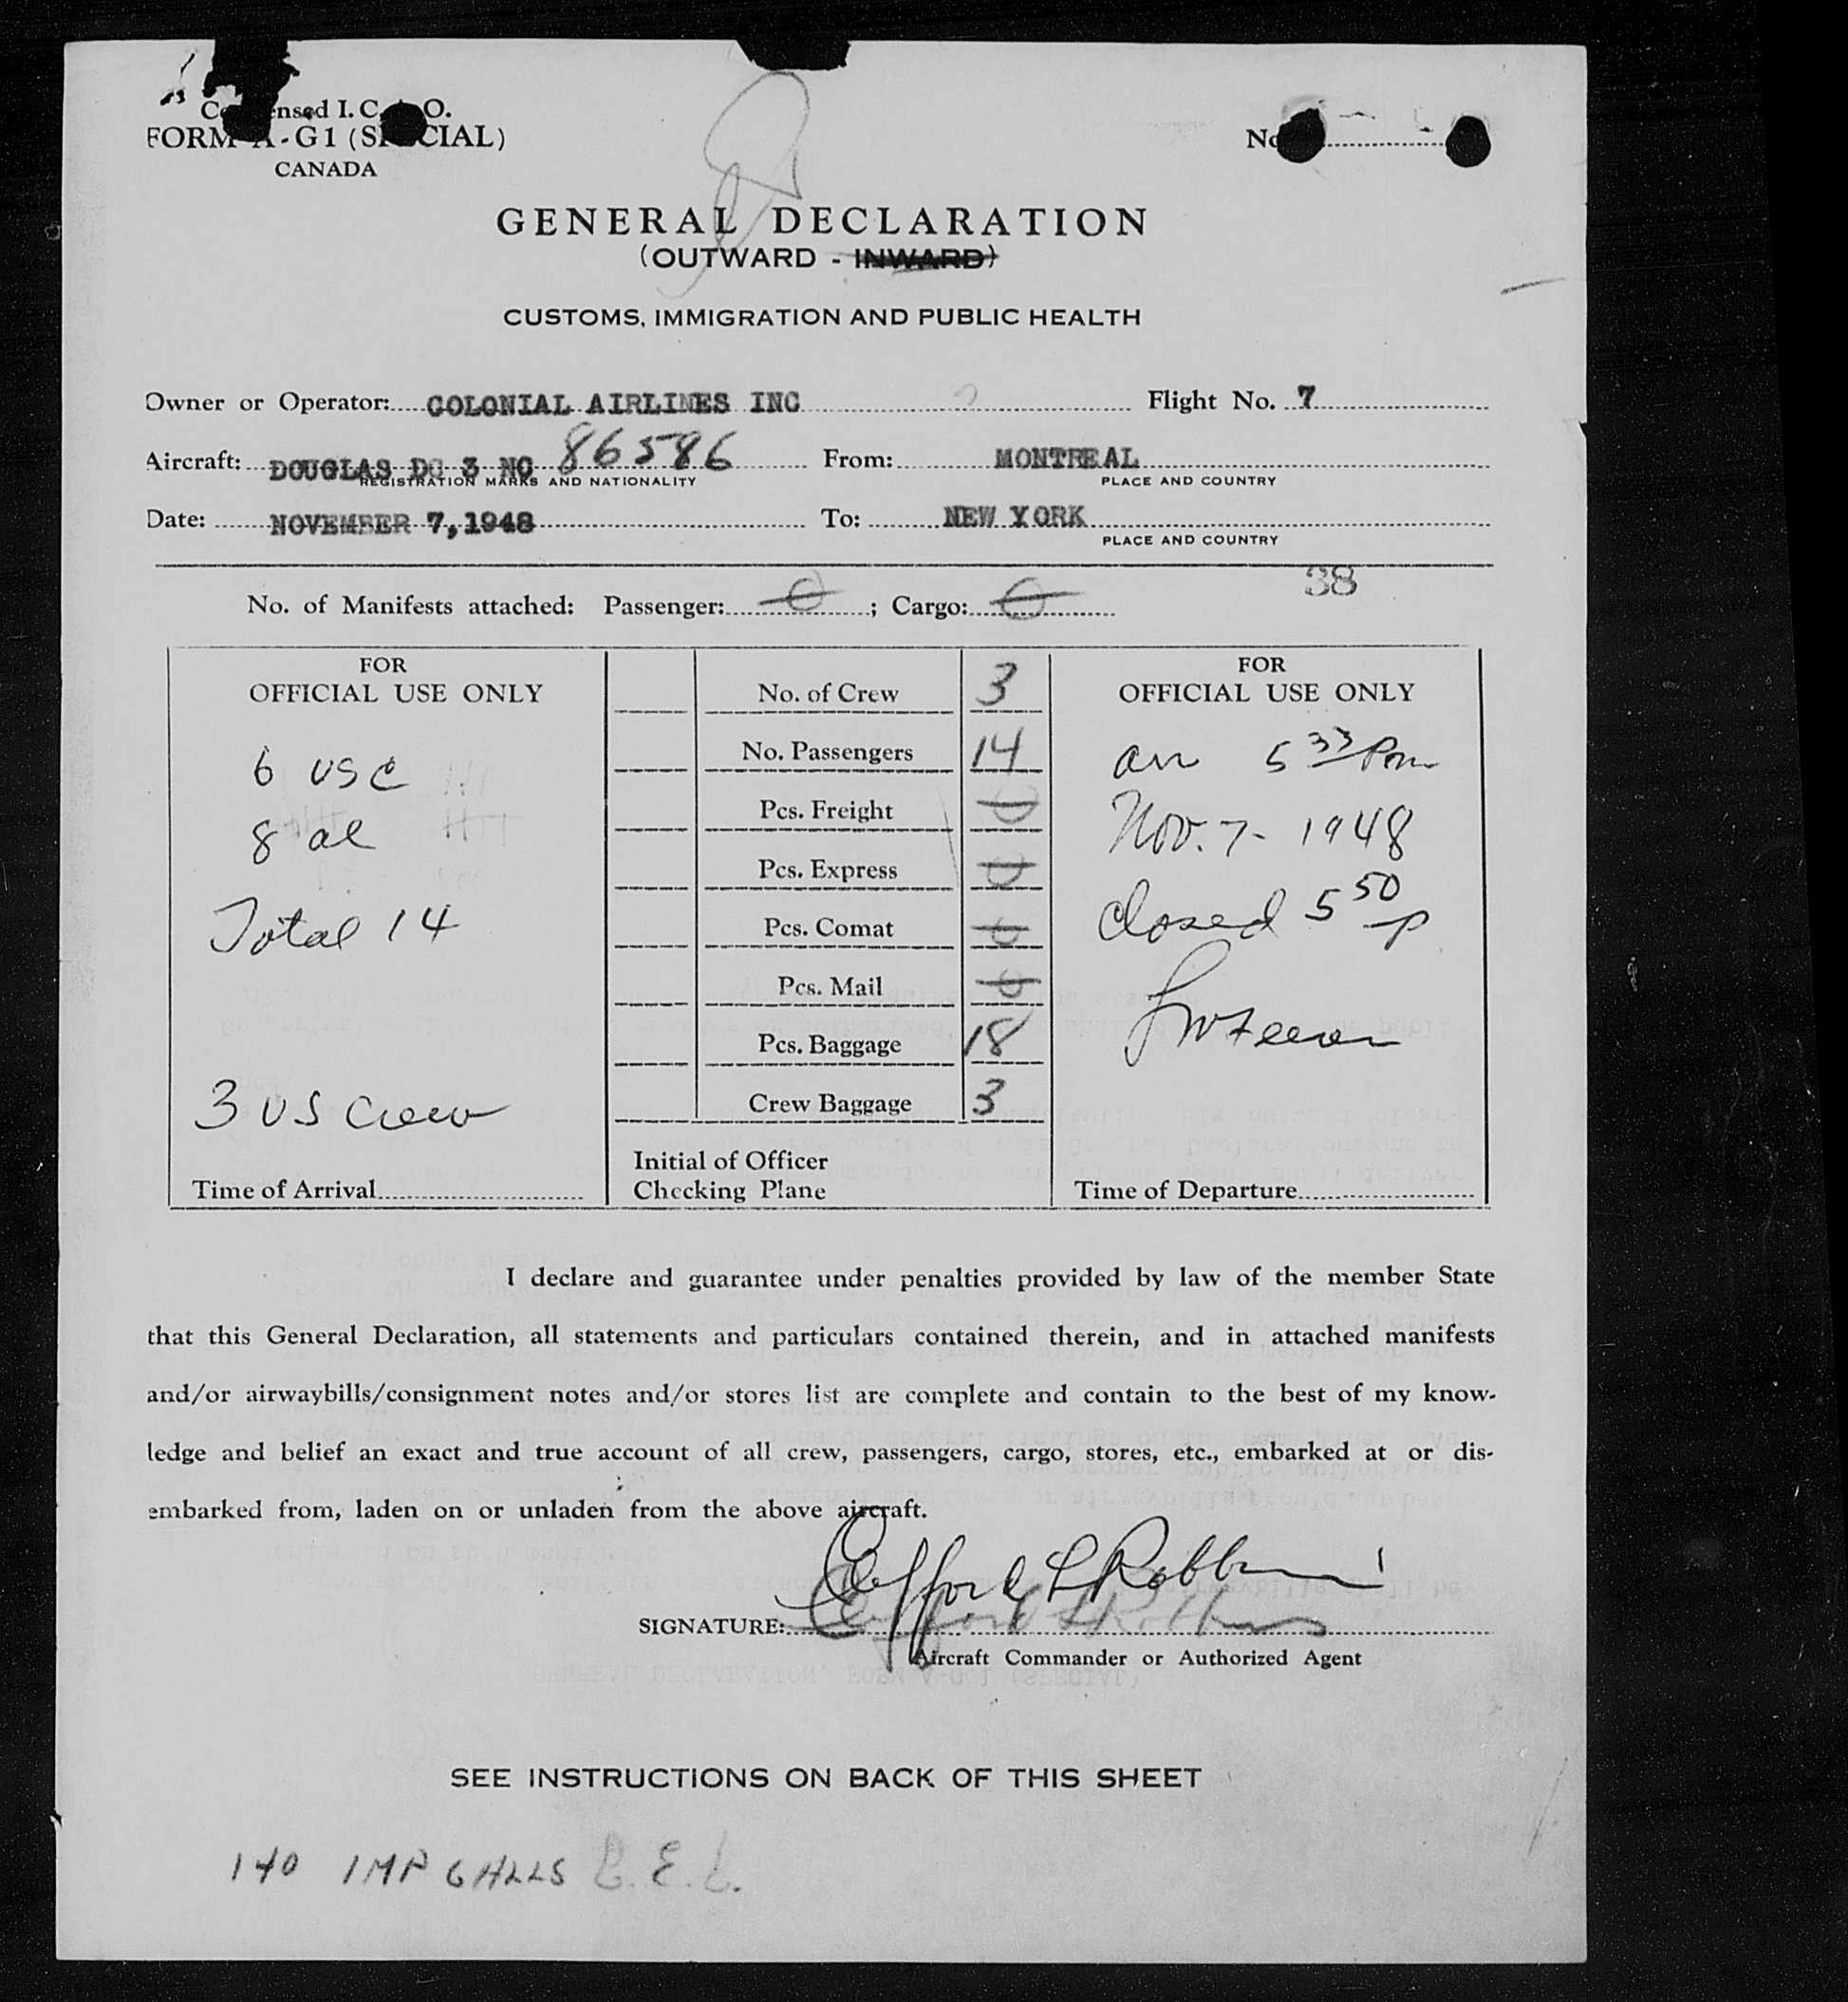 Condensed I. C. A. O.
FORM A-G1 (SPECIAL)
CANADA
No.
GENERAL DECLARATION
(OUTWARD - INWARD)
CUSTOMS, IMMIGRATION AND PUBLIC HEALTH
Owner or Operator: COLONIAL AIRLINES INC Flight No. 7
Aircraft: DOUGLAS DC 3 NC 86586 From: MONTREAL
REGISTRATION MARKS AND NATIONALITY PLACE AND COUNTRY
Date: NOVEMBER 7, 1948 To: NEW YORK
PLACE AND COUNTRY
38
No. of Manifests attached: Passenger: 0 ; Cargo: 0
FOR
OFFICIAL USE ONLY
6 USC
8 al
Total 14
3 US Crew
Time of Arrival
No. of Crew 3
No. Passengers 14
Pcs. Freight 0
Pcs. Express 0
Pcs. Comat 0
Pcs. Mail 0
Pcs. Baggage 18
Crew Baggage 3
Initial of Officer
Checking Plane
FOR
OFFICIAL USE ONLY
arr 5 33 Pm
Nov. 7 - 1948
Closed 5 50 p
Time of Departure
I declare and guarantee under penalties provided by law of the member State
that this General Declaration, all statements and particulars contained therein, and in attached manifests
and/or airwaybills/consignment notes and/or stores list are complete and contain to the best of my know-
ledge and belief an exact and true account of all crew, passengers, cargo, stores, etc., embarked at or dis-
embarked from, laden on or unladen from the above aircraft.
SIGNATURE:
Aircraft Commander or Authorized Agent
SEE INSTRUCTIONS ON BACK OF THIS SHEET
140 IMP GALLS